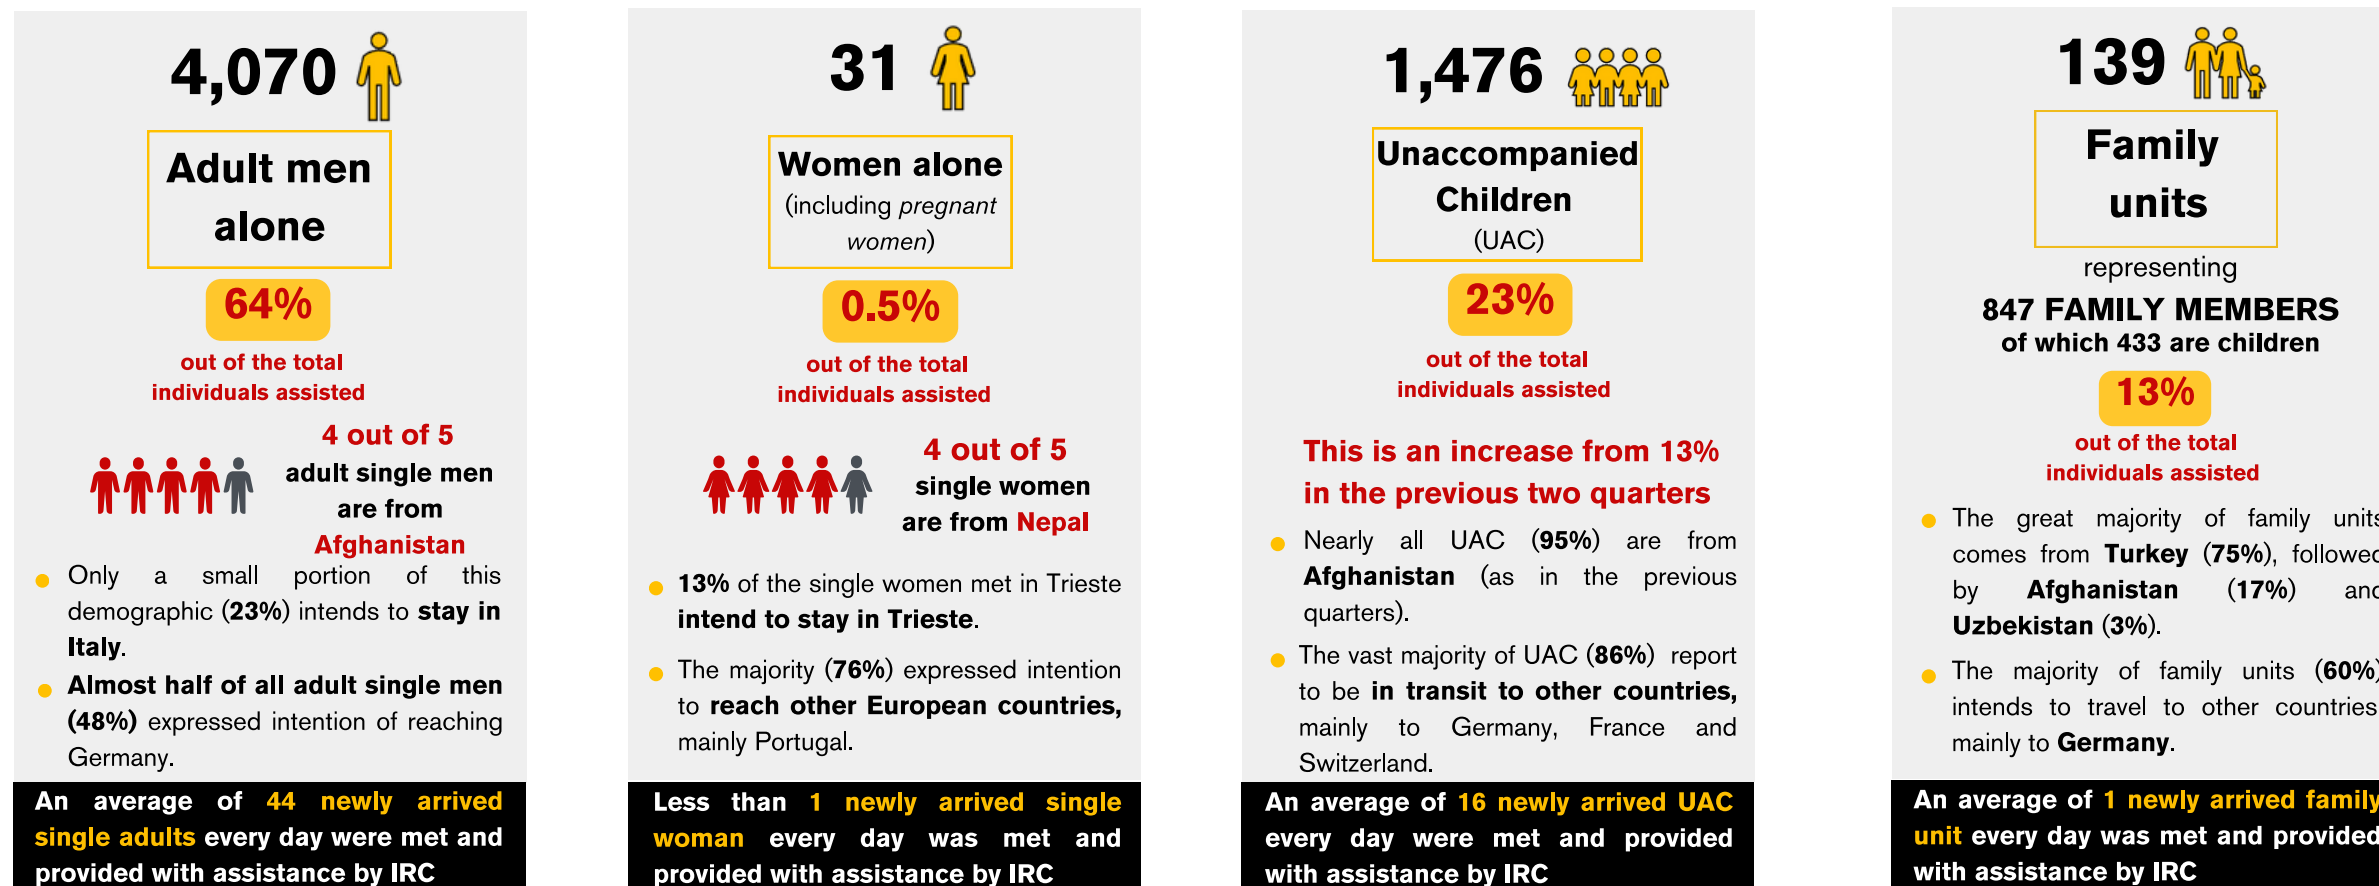 4,070
Adult men
alone
64%
out of the total
individuals assisted
4 out of 5
adult single men
are from
Afghanistan
Only a small portion of this
demographic (23%) intends to stay in
Italy.
Almost half of all adult single men
(48%) expressed intention of reaching
Germany.
An average of 44 newly arrived
single adults every day were met and
provided with assistance by IRC
31
Women alone
(including pregnant
women)
0.5%
out of the total
individuals assisted
4 out of 5
single women
are from Nepal
13% of the single women met in Trieste
intend to stay in Trieste.
The majority (76%) expressed intention
to reach other European countries,
mainly Portugal.
Less than 1 newly arrived single
woman every day was met and
provided with assistance by IRC
1,476
Unaccompanied
Children
(UAC)
23%
out of the total
individuals assisted
This is an increase from 13%
in the previous two quarters
Nearly all UAC (95%) are from
Afghanistan (as in the previous
quarters).
The vast majority of UAC (86%) report
to be in transit to other countries,
mainly to Germany, France and
Switzerland.
An average of 16 newly arrived UAC
every day were met and provided
with assistance by IRC
139
Family
units
representing
847 FAMILY MEMBERS
of which 433 are children
13%
out of the total
individuals assisted
The great majority of family units
comes from Turkey (75%), followed
by Afghanistan (17%) and
Uzbekistan (3%).
The majority of family units (60%)
intends to travel to other countries
mainly to Germany.
An average of 1 newly arrived family
unit every day was met and provided
with assistance by IRC